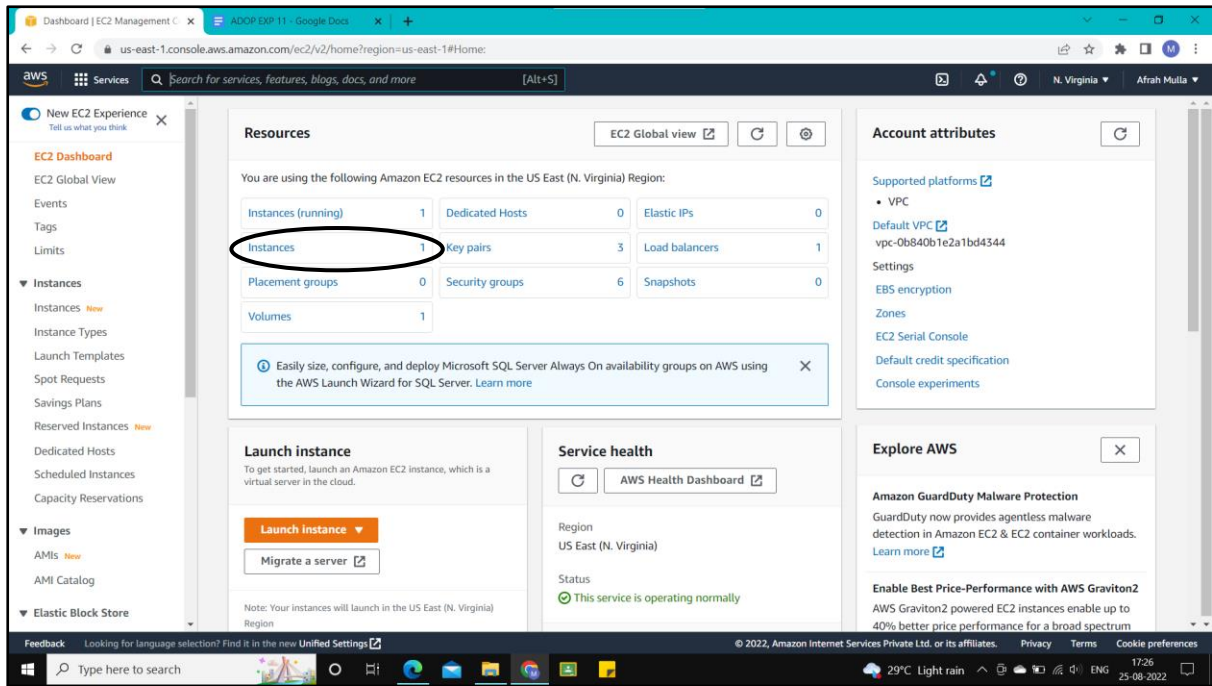 Dashboard | EC2 Management C
ADOP EXP 11 - Google Docs
us-east-1.console.aws.amazon.com/ec2/v2/home?region=us-east-1#Home:
M
aws
Services
Search for services, features, blogs, docs, and more
[Alt+S]
N. Virginia
Afrah Mulla
New EC2 Experience
Tell us what you think
EC2 Dashboard
EC2 Global View
Events
Tags
Limits
Instances
Instances New
Instance Types
Launch Templates
Spot Requests
Savings Plans
Reserved Instances New
Dedicated Hosts
Scheduled Instances
Capacity Reservations
Images
AMIs New
AMI Catalog
Elastic Block Store
Resources
EC2 Global view
You are using the following Amazon EC2 resources in the US East (N. Virginia) Region:
Instances (running) 1 Dedicated Hosts 0 Elastic IPs 0
Instances 1 Key pairs 3 Load balancers 1
Placement groups 0 Security groups 6 Snapshots 0
Volumes 1
Easily size, configure, and deploy Microsoft SQL Server Always On availability groups on AWS using
the AWS Launch Wizard for SQL Server. Learn more
Launch instance
To get started, launch an Amazon EC2 instance, which is a
virtual server in the cloud.
Launch instance
Migrate a server
Note: Your instances will launch in the US East (N. Virginia)
Region
Service health
AWS Health Dashboard
Region
US East (N. Virginia)
Status
This service is operating normally
Account attributes
Supported platforms
• VPC
Default VPC
vpc-0b840b1e2a1bd4344
Settings
EBS encryption
Zones
EC2 Serial Console
Default credit specification
Console experiments
Explore AWS
Amazon GuardDuty Malware Protection
GuardDuty now provides agentless malware
detection in Amazon EC2 & EC2 container workloads.
Learn more
Enable Best Price-Performance with AWS Graviton2
AWS Graviton2 powered EC2 instances enable up to
40% better price performance for a broad spectrum
Feedback
Looking for language selection? Find it in the new Unified Settings
© 2022, Amazon Internet Services Private Ltd. or its affiliates.
Privacy
Terms
Cookie preferences
Type here to search
29°C Light rain
ENG
17:26
25-08-2022